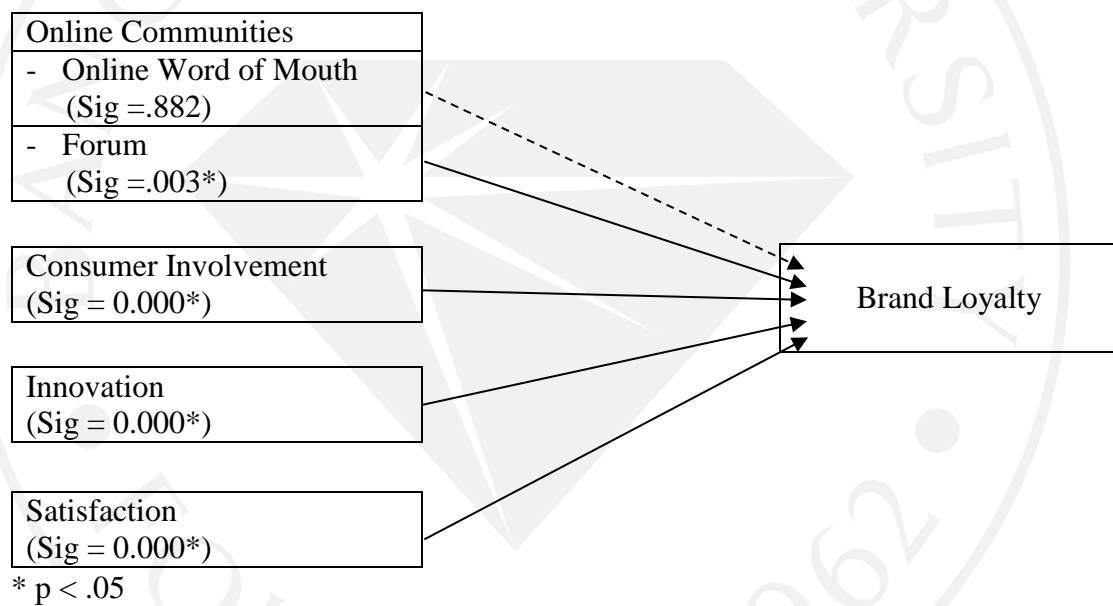 Online Communities
- Online Word of Mouth
(Sig =.882)
- Forum
(Sig =.003*)
Consumer Involvement
(Sig = 0.000*)
Brand Loyalty
Innovation
(Sig = 0.000*)
Satisfaction
(Sig = 0.000*)
* p < .05